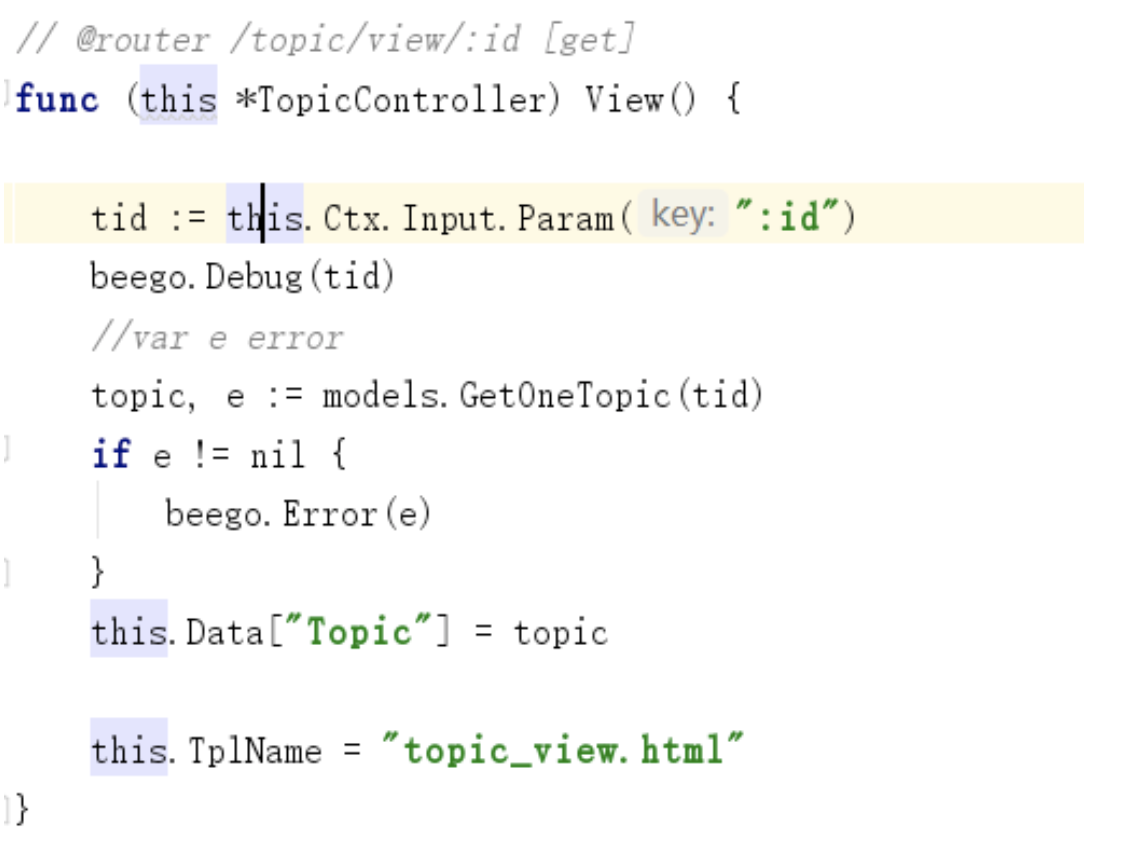 // @router /topic/view/:id [get]
func (this *TopicController) View() {
tid := this.Ctx.Input.Param( key: ":id")
beego.Debug(tid)
//var e error
topic, e := models.GetOneTopic(tid)
if e != nil {
beego.Error(e)
}
this.Data["Topic"] = topic
this.TplName = "topic_view.html"
}